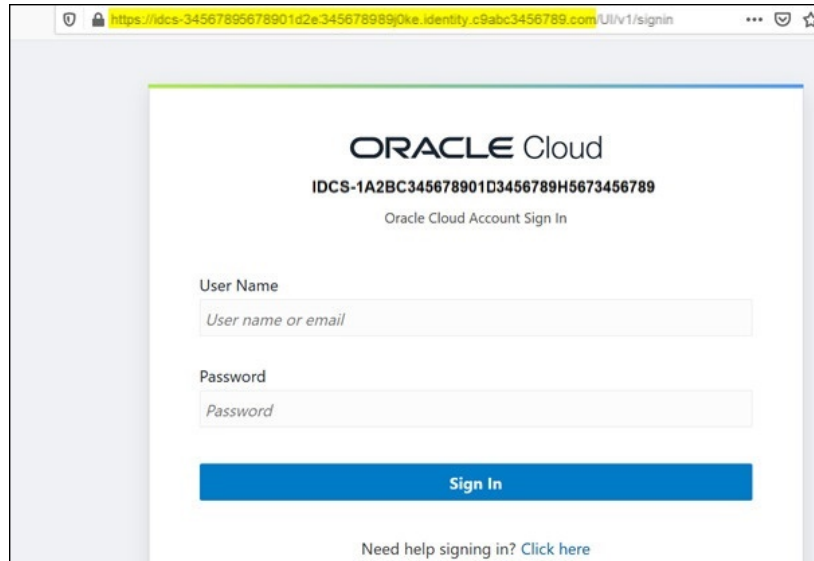 https://idcs-34567895678901d2e345678989j0ke.identity.c9abc3456789.com/UI/v1/signin
ORACLE Cloud
IDCS-1A2BC345678901D3456789H5673456789
Oracle Cloud Account Sign In
User Name
User name or email
Password
Password
Sign In
Need help signing in? Click here